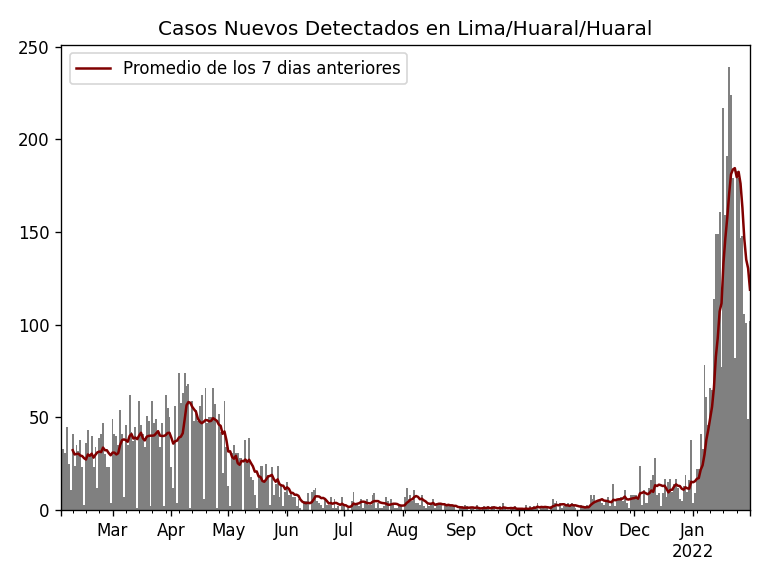 Casos Nuevos Detectados en Lima/Huaral/Huaral
Promedio de los 7 dias anteriores
250
200
150
100
50
0
Mar Apr May Jun Jul Aug Sep Oct Nov Dec Jan
2022